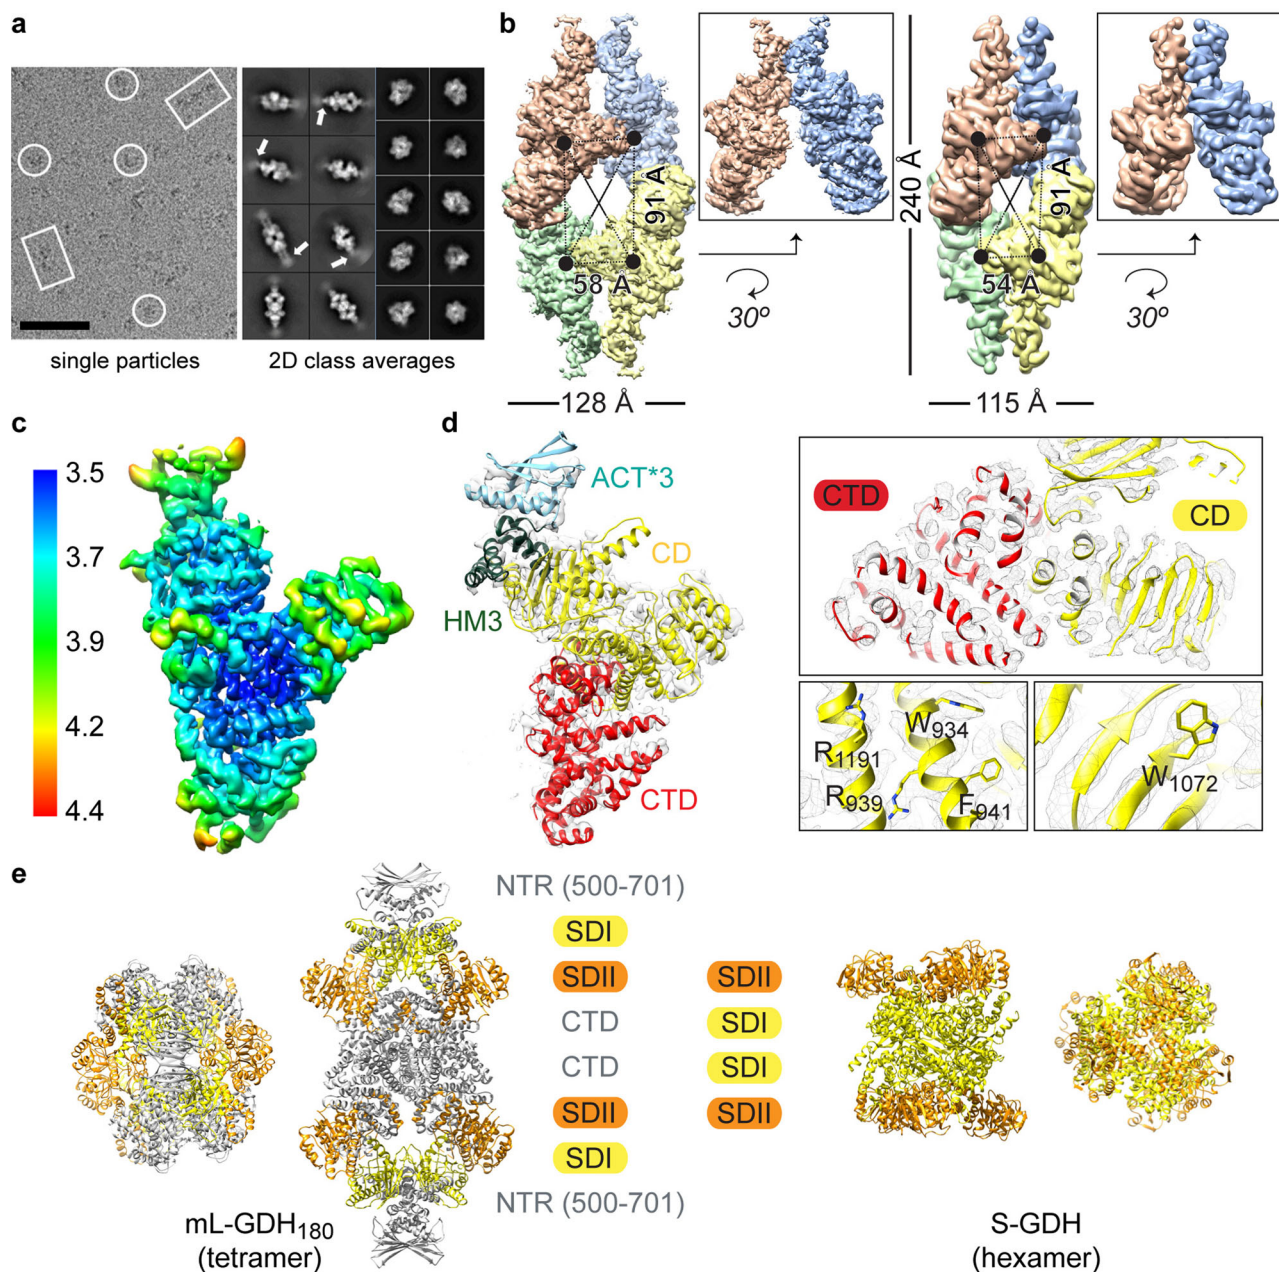 a
single particles
2D class averages
b
91 Å
58 Å
128 Å
30º
240 Å
91 Å
54 Å
115 Å
30º
c
3.5
3.7
3.9
4.2
4.4
d
ACT*3
CD
HM3
CTD
CTD
CD
W934
R1191
R939
F941
W1072
e
NTR (500-701)
SDI
SDII
SDII
CTD
SDI
CTD
SDI
SDII
SDII
SDI
NTR (500-701)
mL-GDH180
(tetramer)
S-GDH
(hexamer)